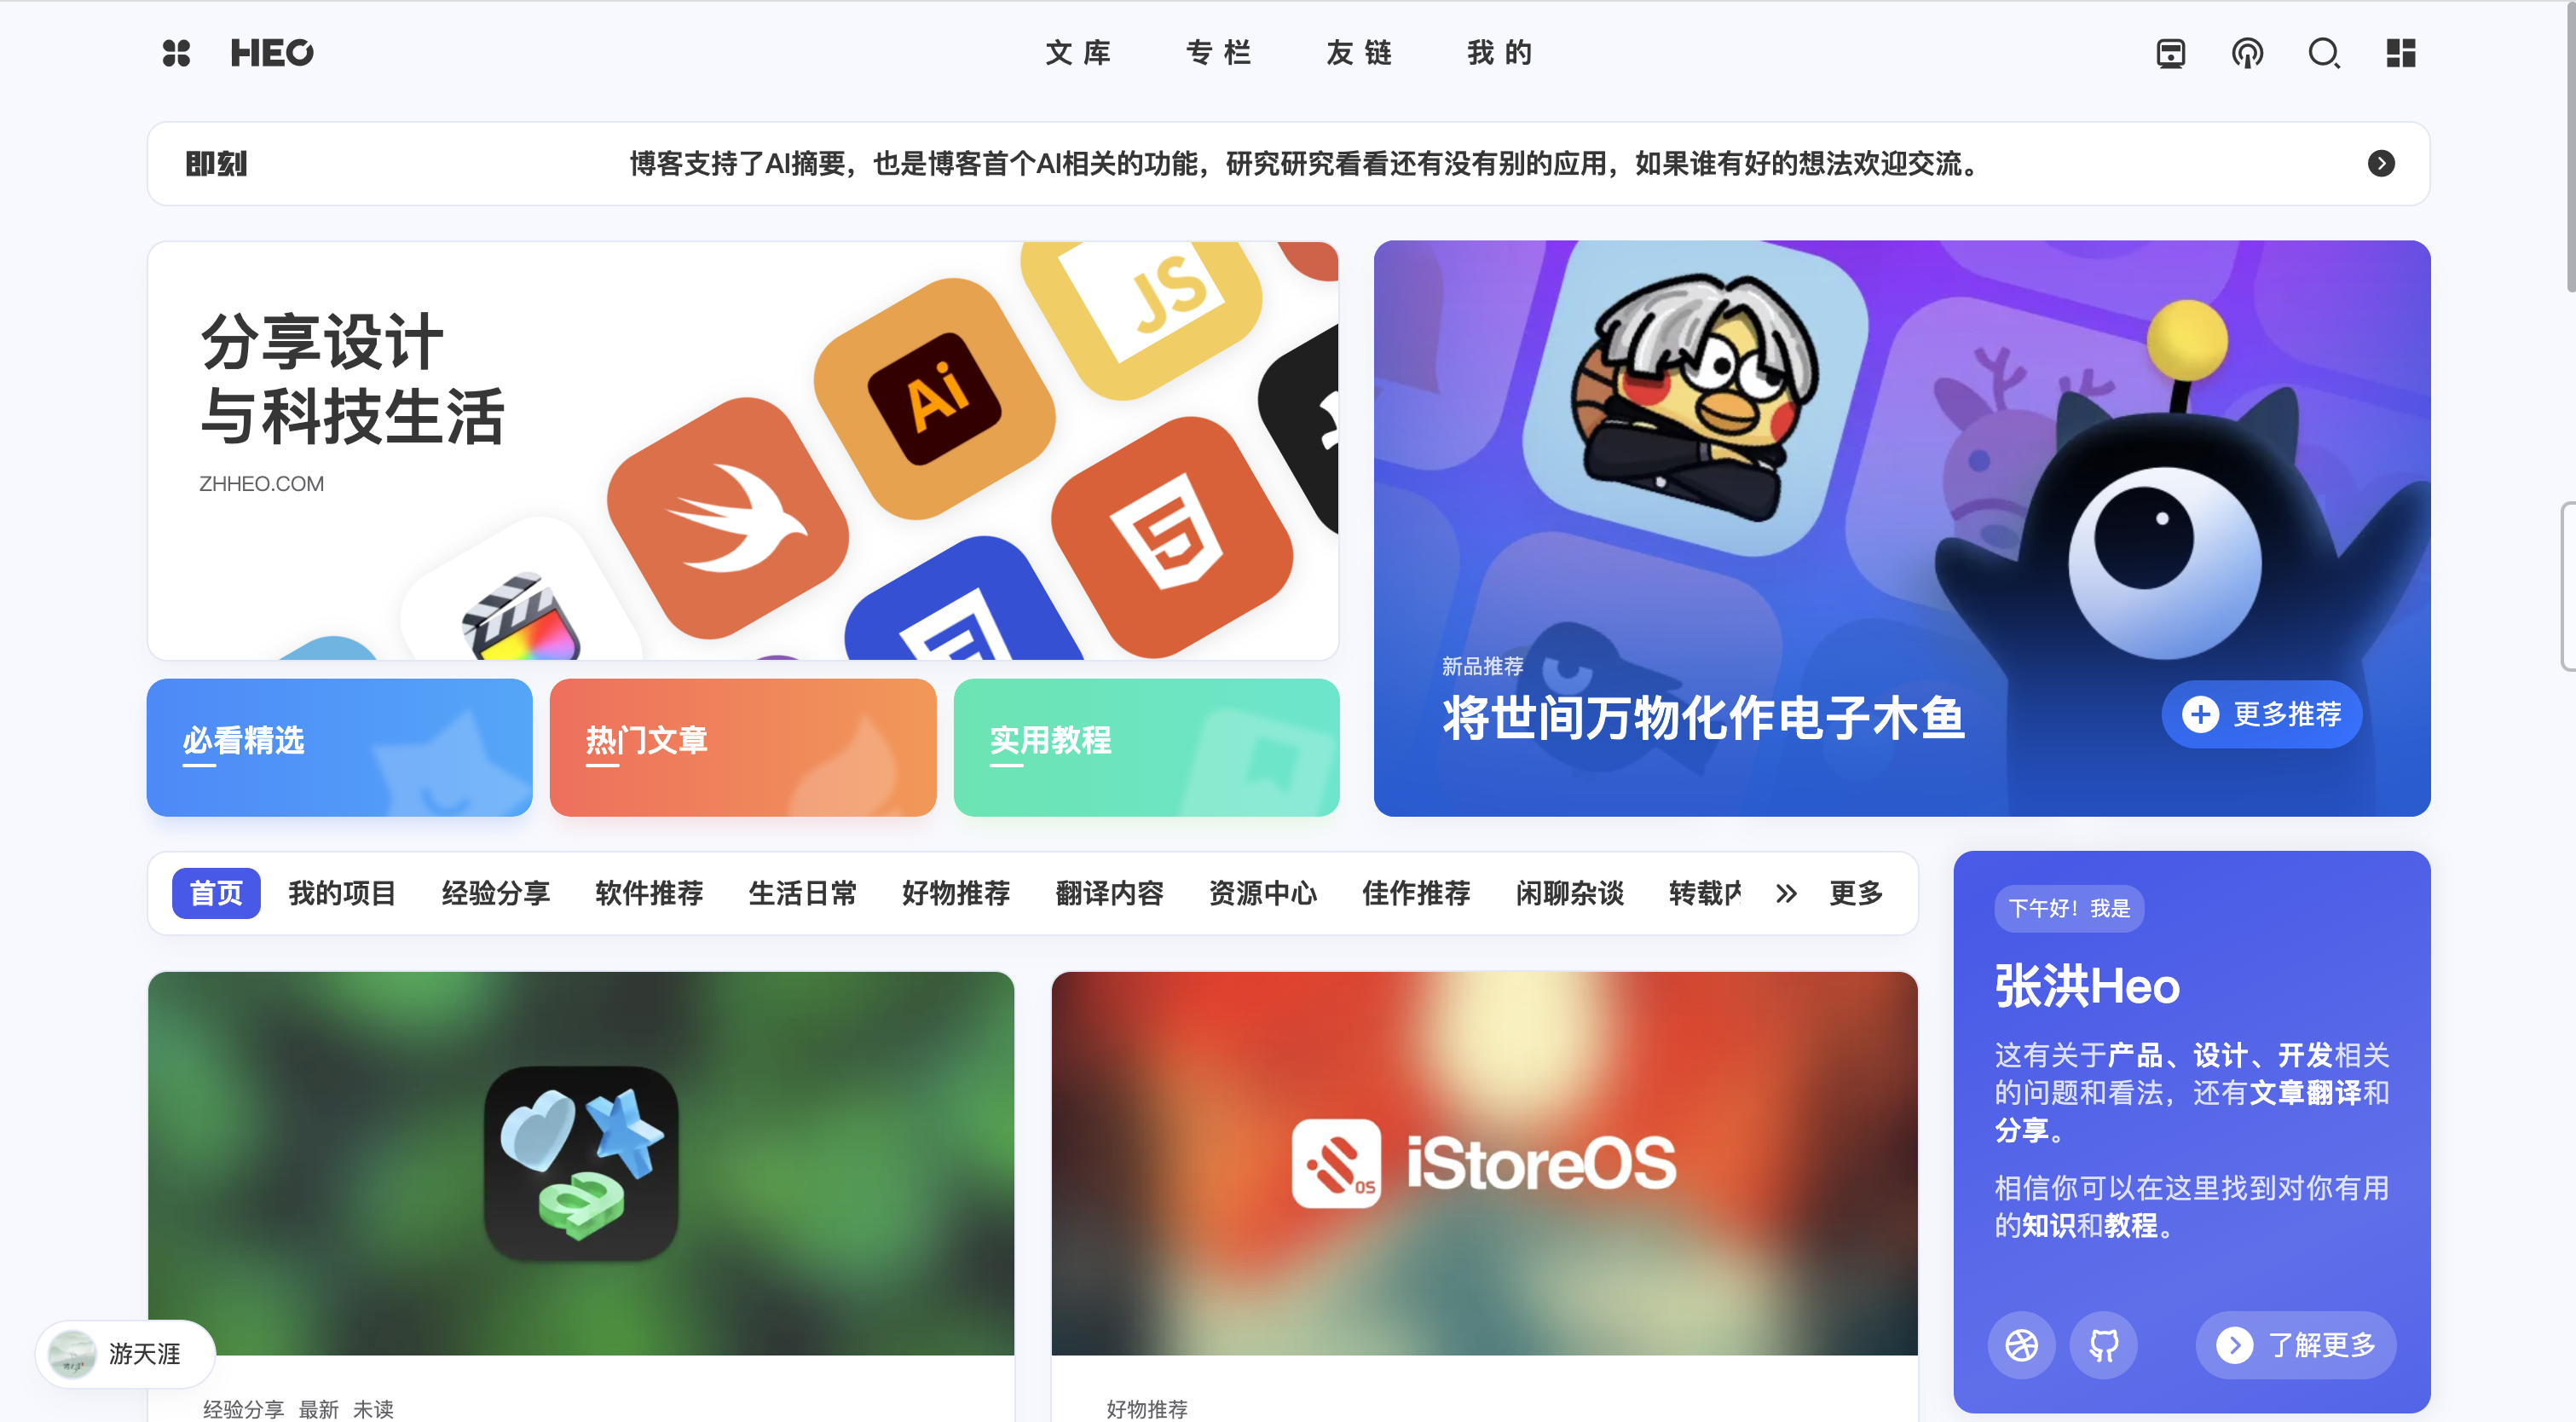 HEO
文库 专栏 友链 我的
即刻
博客支持了AI摘要，也是博客首个AI相关的功能，研究研究看看还有没有别的应用，如果谁有好的想法欢迎交流。
分享设计
与科技生活
ZHHEO.COM
JS
Ai
必看精选
热门文章
实用教程
新品推荐
将世间万物化作电子木鱼
更多推荐
首页 我的项目 经验分享 软件推荐 生活日常 好物推荐 翻译内容 资源中心 佳作推荐 闲聊杂谈 转载内 更多
iStoreOS
OS
下午好！我是
张洪Heo
这有关于产品、设计、开发相关
的问题和看法，还有文章翻译和
分享。
相信你可以在这里找到对你有用
的知识和教程。
了解更多
游天涯
经验分享 最新 未读
好物推荐